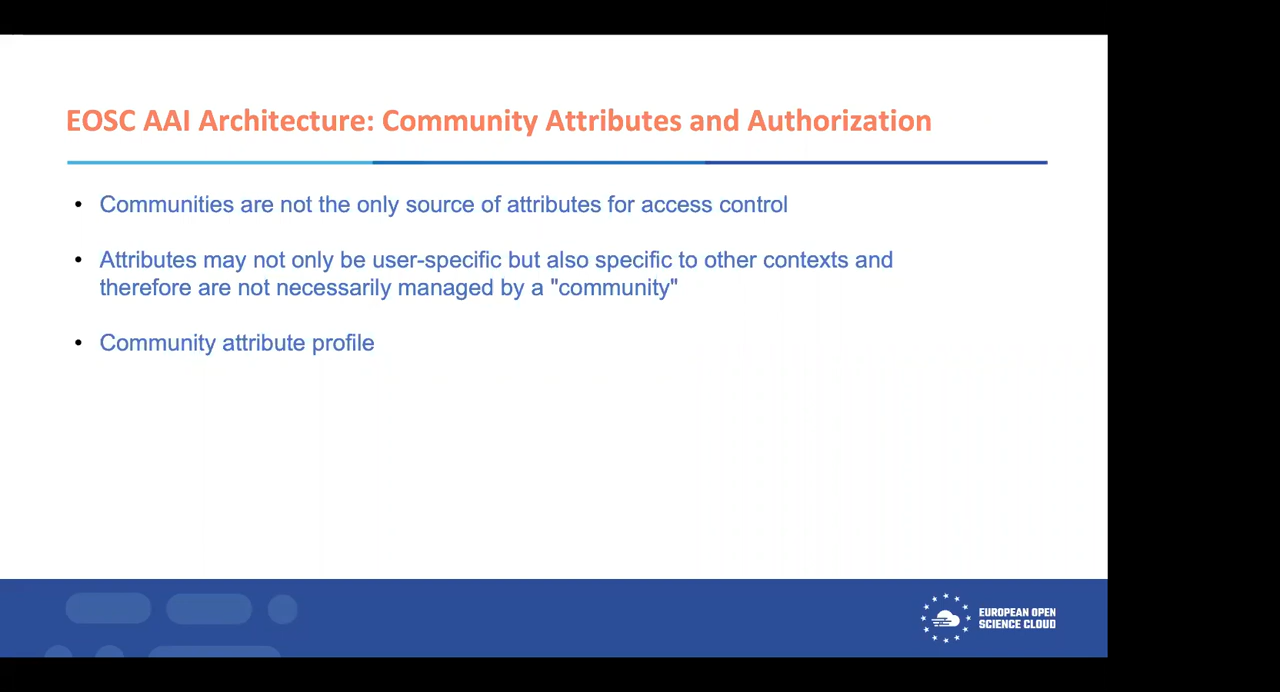 EOSC AAI Architecture: Community Attributes and Authorization
• Communities are not the only source of attributes for access control
• Attributes may not only be user-specific but also specific to other contexts and
therefore are not necessarily managed by a "community"
• Community attribute profile
EUROPEAN OPEN
SCIENCE CLOUD